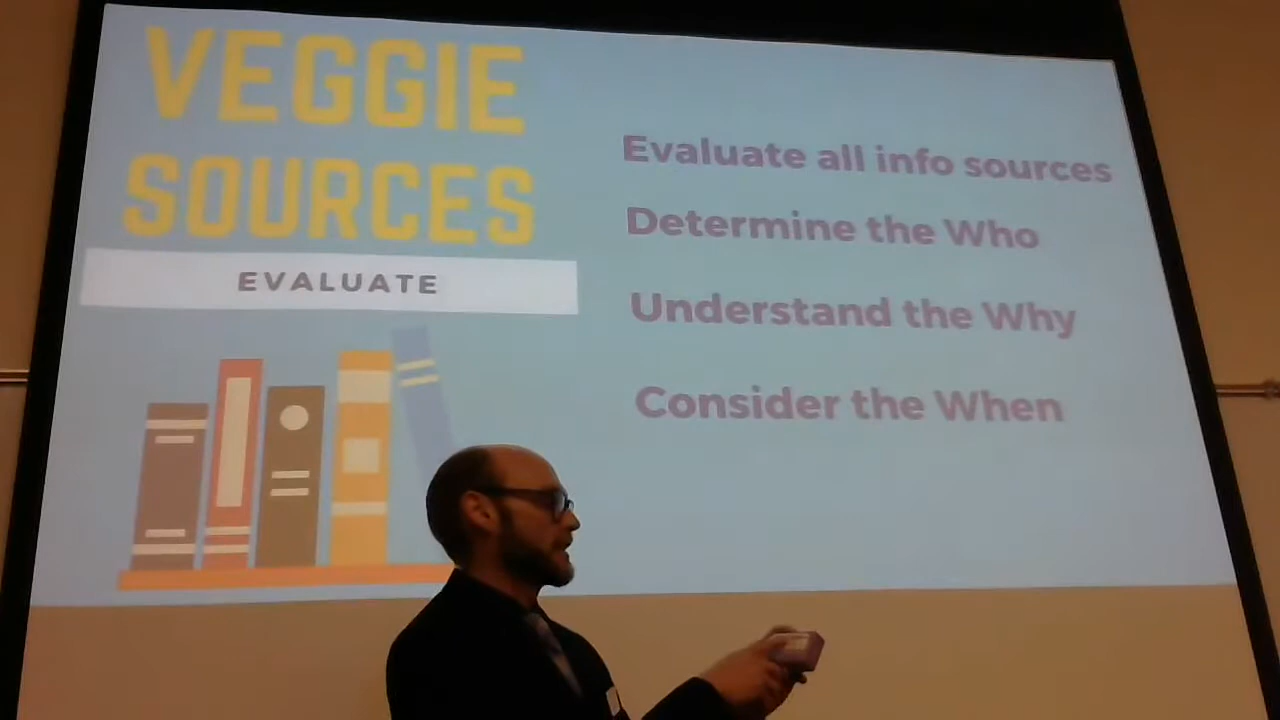 VEGGIE
SOURCES
EVALUATE
Evaluate all info sources
Determine the Who
Understand the Why
Consider the When